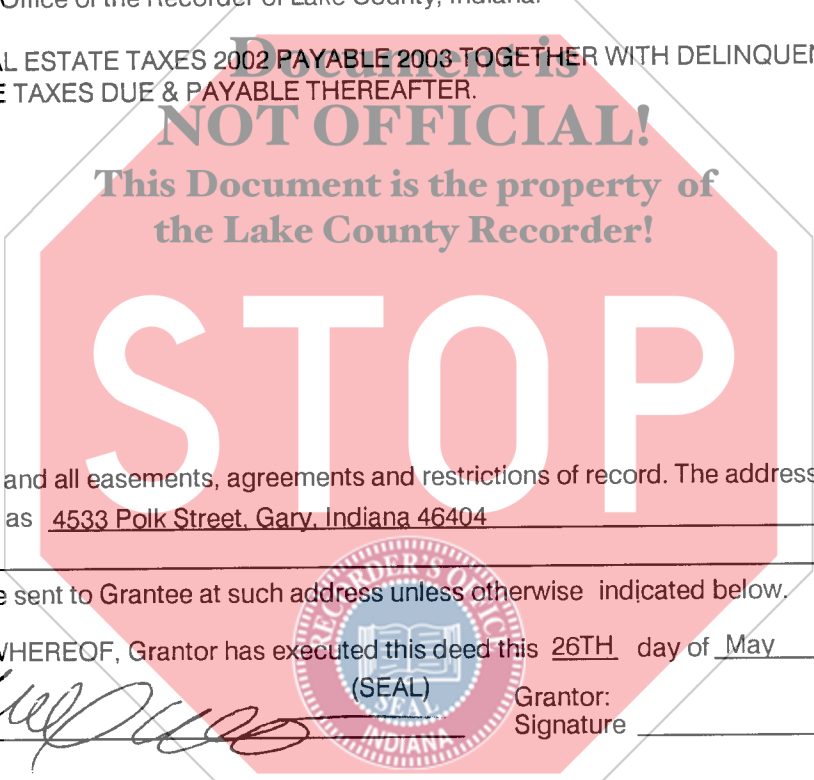 Office of the Recorder of Lake County, Indiana.
AL ESTATE TAXES 2002 PAYABLE 2003 TOGETHER WITH DELINQUEN
E TAXES DUE & PAYABLE THEREAFTER.
Document is
NOT OFFICIAL!
This Document is the property of
the Lake County Recorder!
STOP
and all easements, agreements and restrictions of record. The address
as 4533 Polk Street, Gary, Indiana 46404
e sent to Grantee at such address unless otherwise indicated below.
WHEREOF, Grantor has executed this deed this 26TH day of May
(SEAL)
Grantor:
Signature
RECORDER'S OFFICE
SEAL
INDIANA